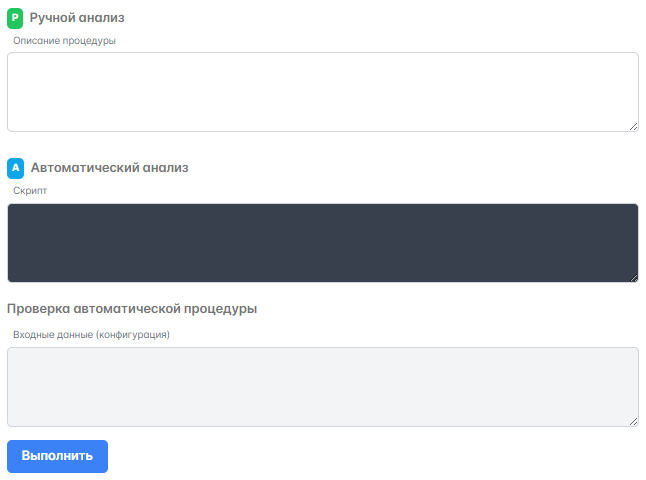 Р Ручной анализ
Описание процедуры
А Автоматический анализ
Скрипт
Проверка автоматической процедуры
Входные данные (конфигурация)
Выполнить